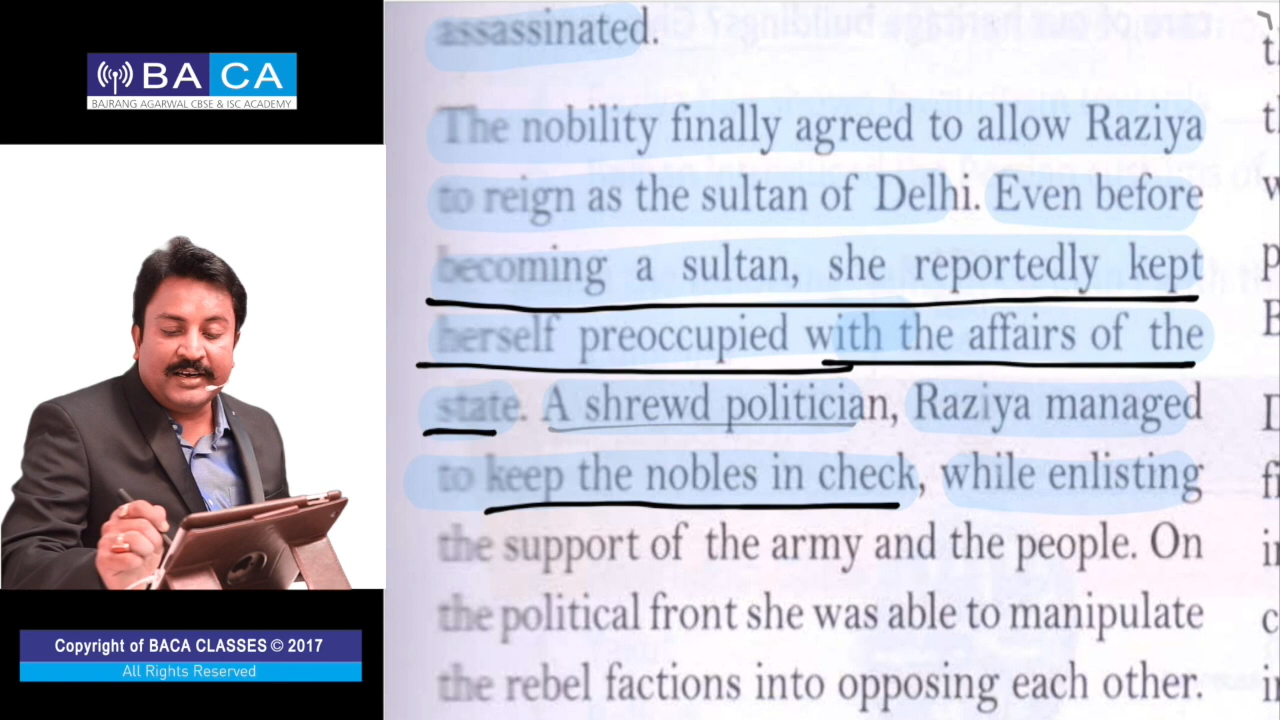 BACA
BAJRANG AGARWAL CBSE & ISC ACADEMY
assassinated.
The nobility finally agreed to allow Raziya
to reign as the sultan of Delhi. Even before
becoming a sultan, she reportedly kept
herself preoccupied with the affairs of the
state. A shrewd politician, Raziya managed
to keep the nobles in check, while enlisting
the support of the army and the people. On
the political front she was able to manipulate
the rebel factions into opposing each other.
Copyright of BACA CLASSES © 2017
All Rights Reserved